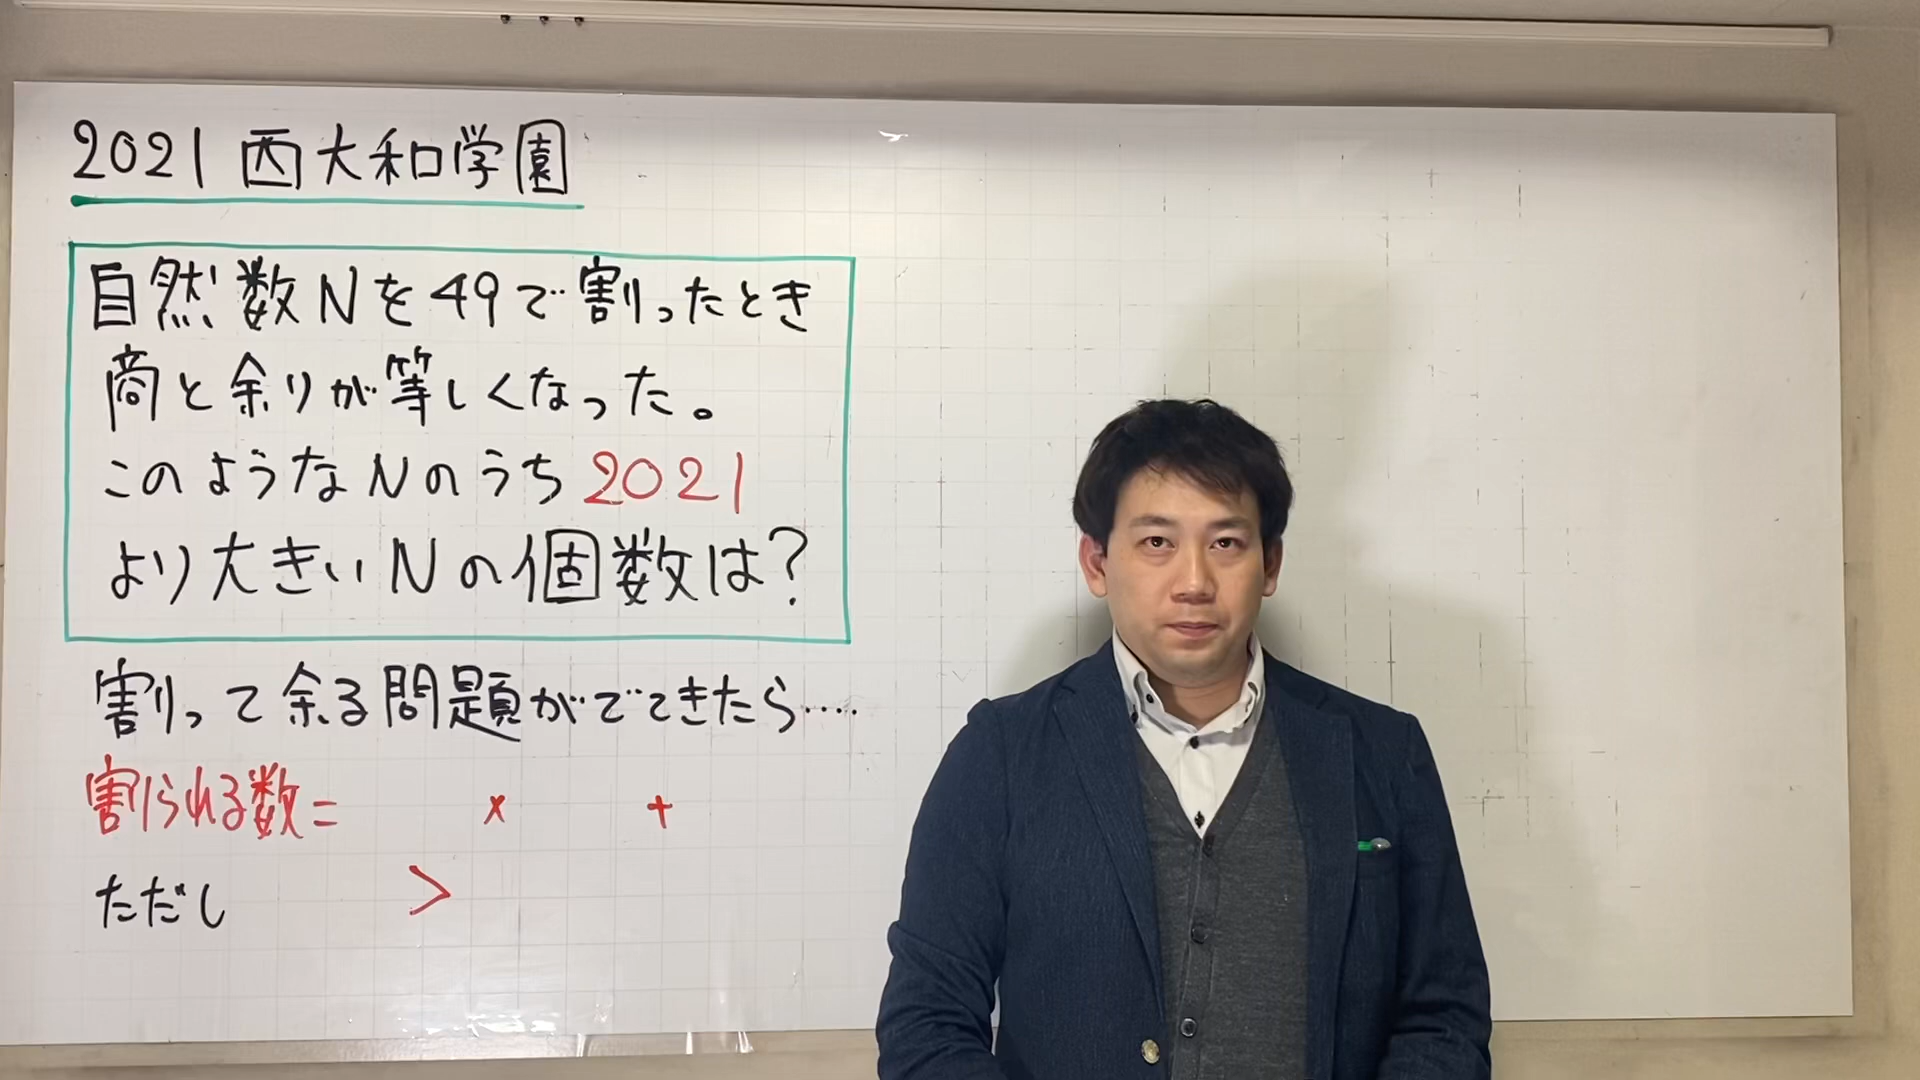 2021 西大和学園
自然数Nを49で割ったとき
商と余りが等しくなった。
このようなNのうち2021
より大きいNの個数は?
割って余る問題がでてきたら・・・・・
割られる数= × +
ただし >